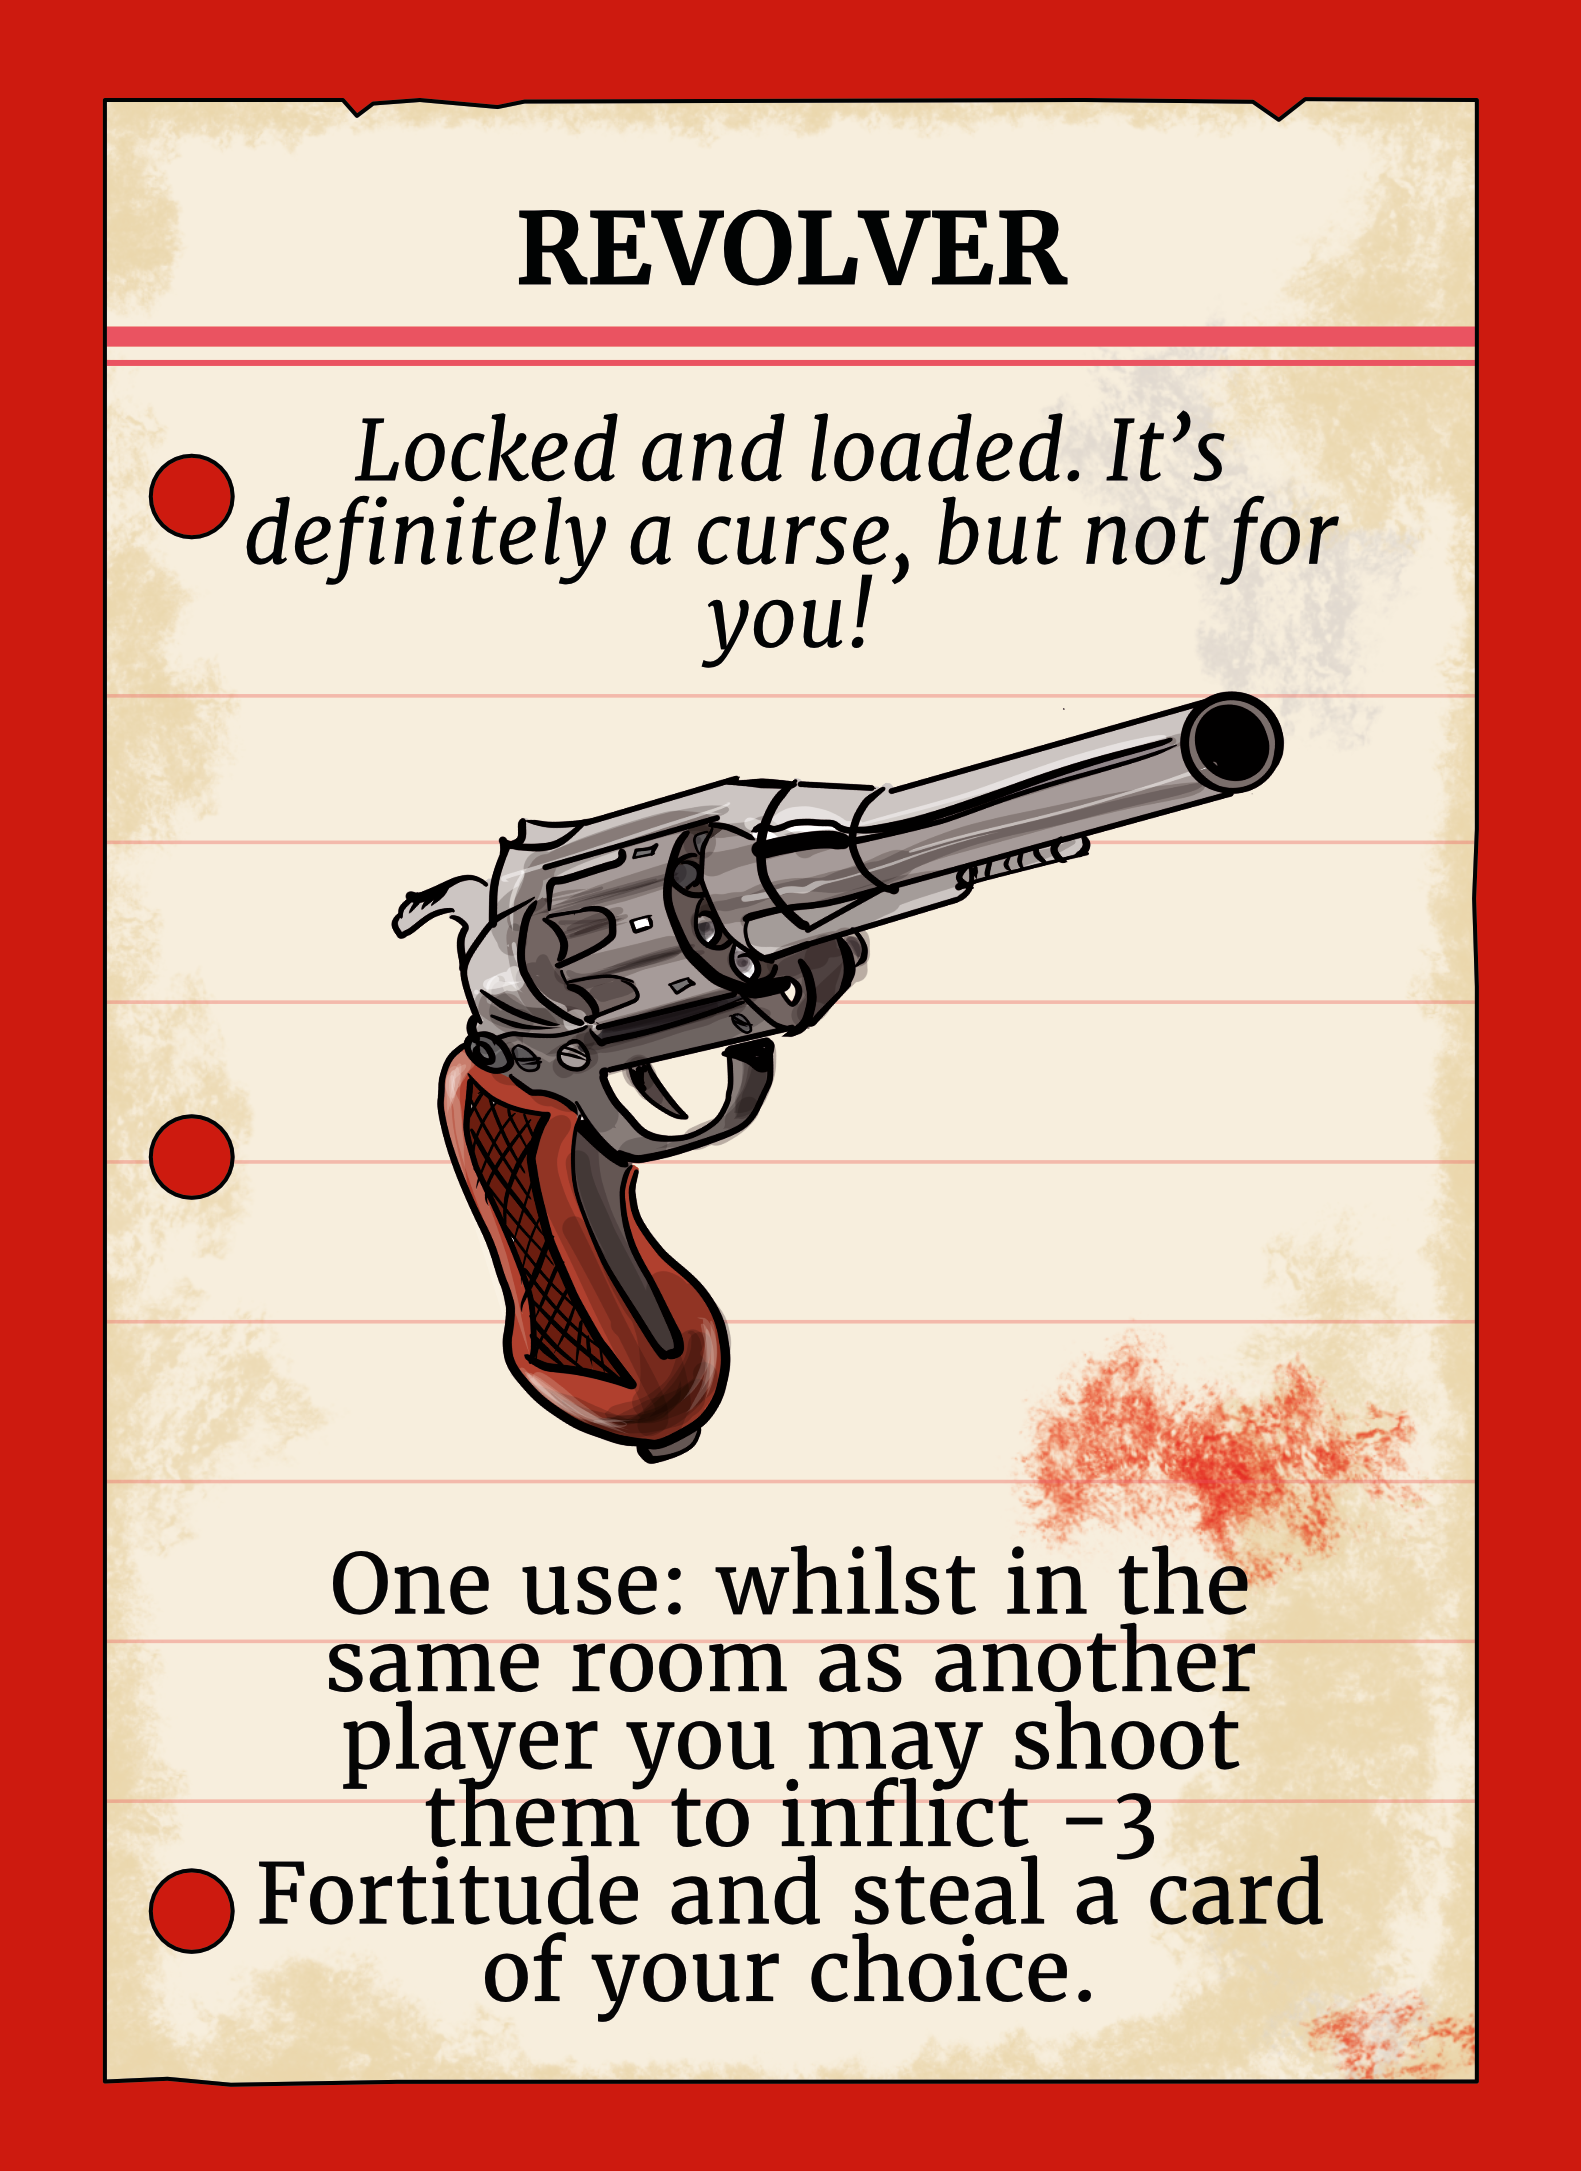 REVOLVER
Locked and loaded. It’s
definitely a curse, but not for
you!
One use: whilst in the
same room as another
player you may shoot
them to inflict -3
Fortitude and steal a card
of your choice.